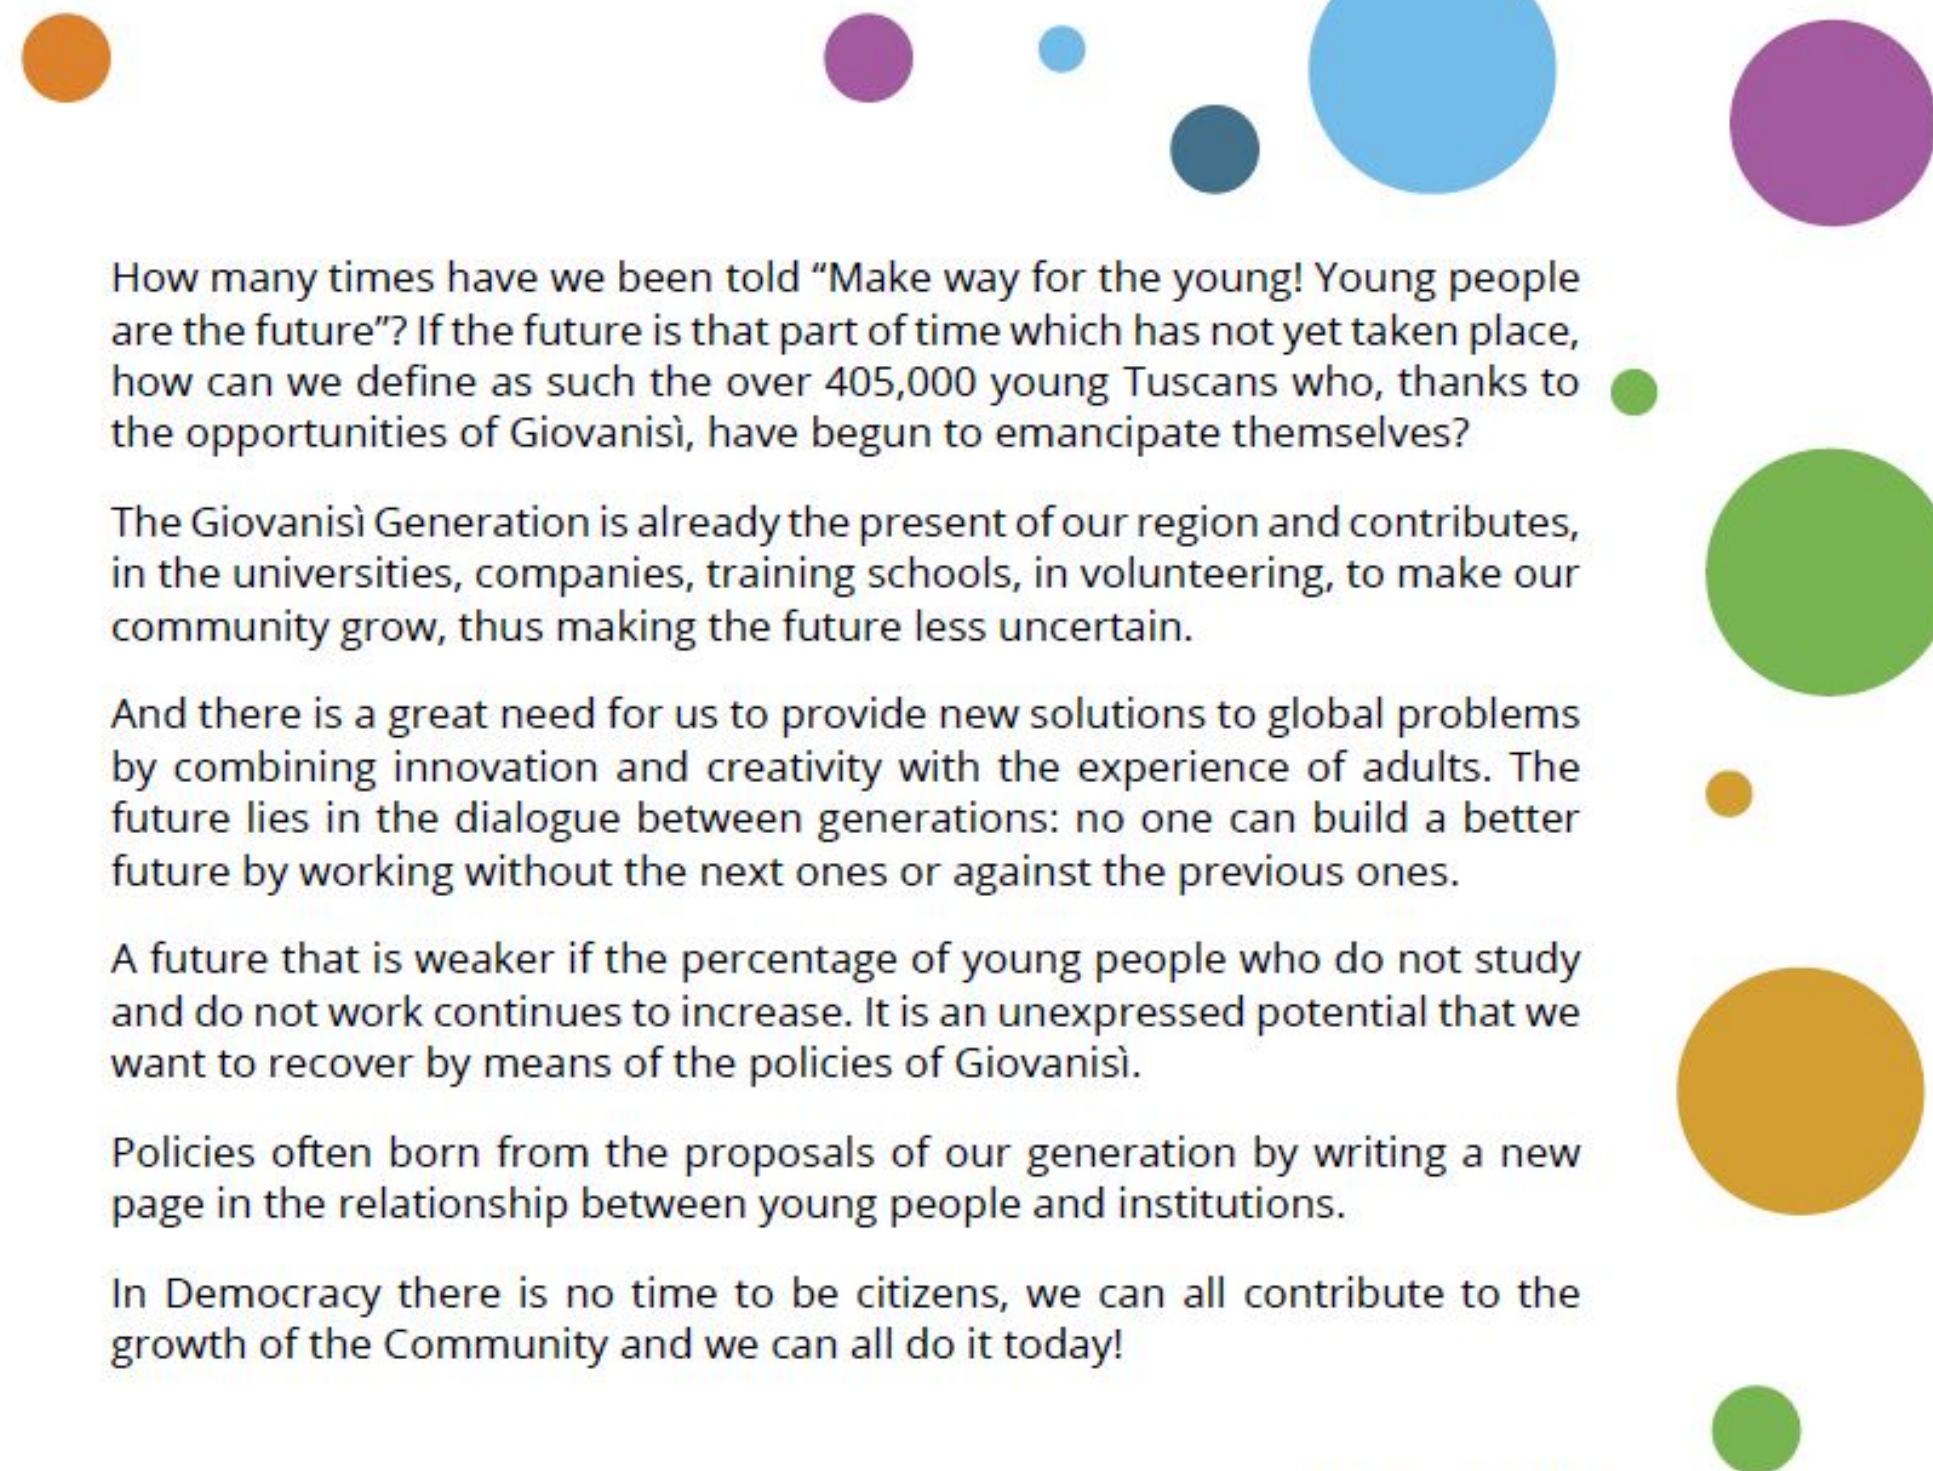 How many times have we been told “Make way for the young! Young people
are the future”? If the future is that part of time which has not yet taken place,
how can we define as such the over 405,000 young Tuscans who, thanks to
the opportunities of Giovanisì, have begun to emancipate themselves?
The Giovanisì Generation is already the present of our region and contributes,
in the universities, companies, training schools, in volunteering, to make our
community grow, thus making the future less uncertain.
And there is a great need for us to provide new solutions to global problems
by combining innovation and creativity with the experience of adults. The
future lies in the dialogue between generations: no one can build a better
future by working without the next ones or against the previous ones.
A future that is weaker if the percentage of young people who do not study
and do not work continues to increase. It is an unexpressed potential that we
want to recover by means of the policies of Giovanisì.
Policies often born from the proposals of our generation by writing a new
page in the relationship between young people and institutions.
In Democracy there is no time to be citizens, we can all contribute to the
growth of the Community and we can all do it today!